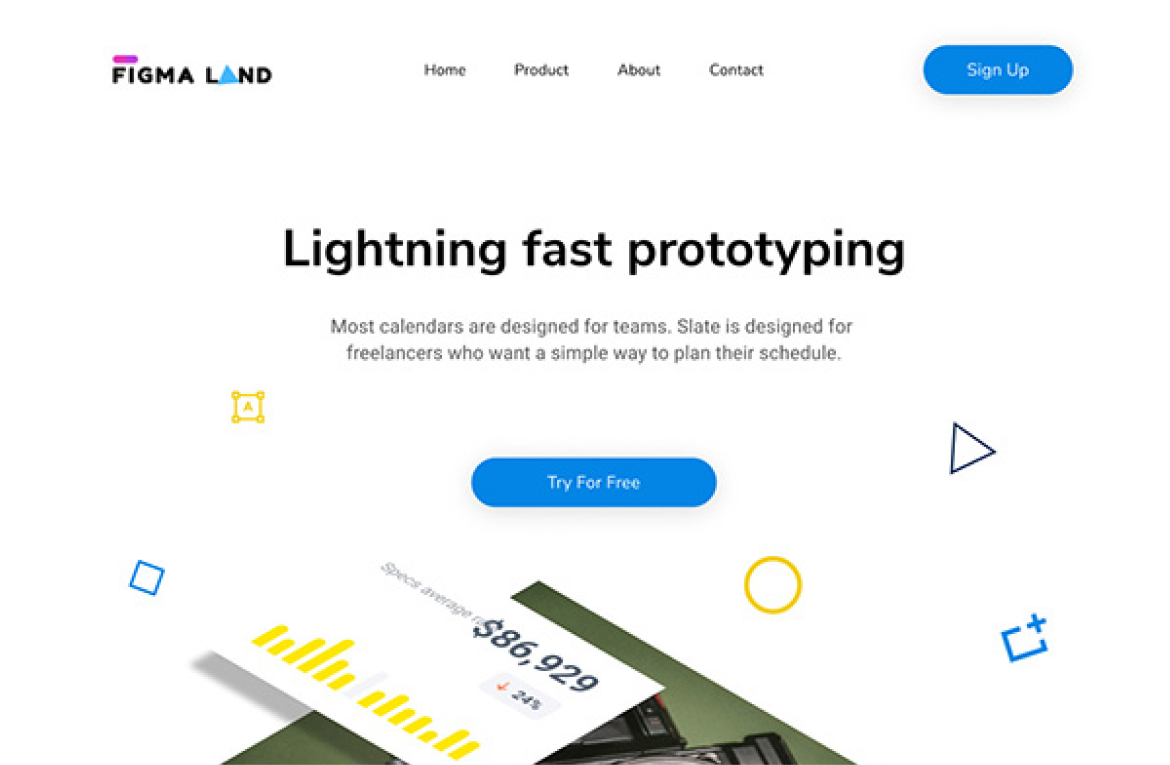 FIGMA LAND
Home
Product
About
Contact
Sign Up
Lightning fast prototyping
Most calendars are designed for teams. Slate is designed for
freelancers who want a simple way to plan their schedule.
A
Try For Free
Specs average
$86,929
24%